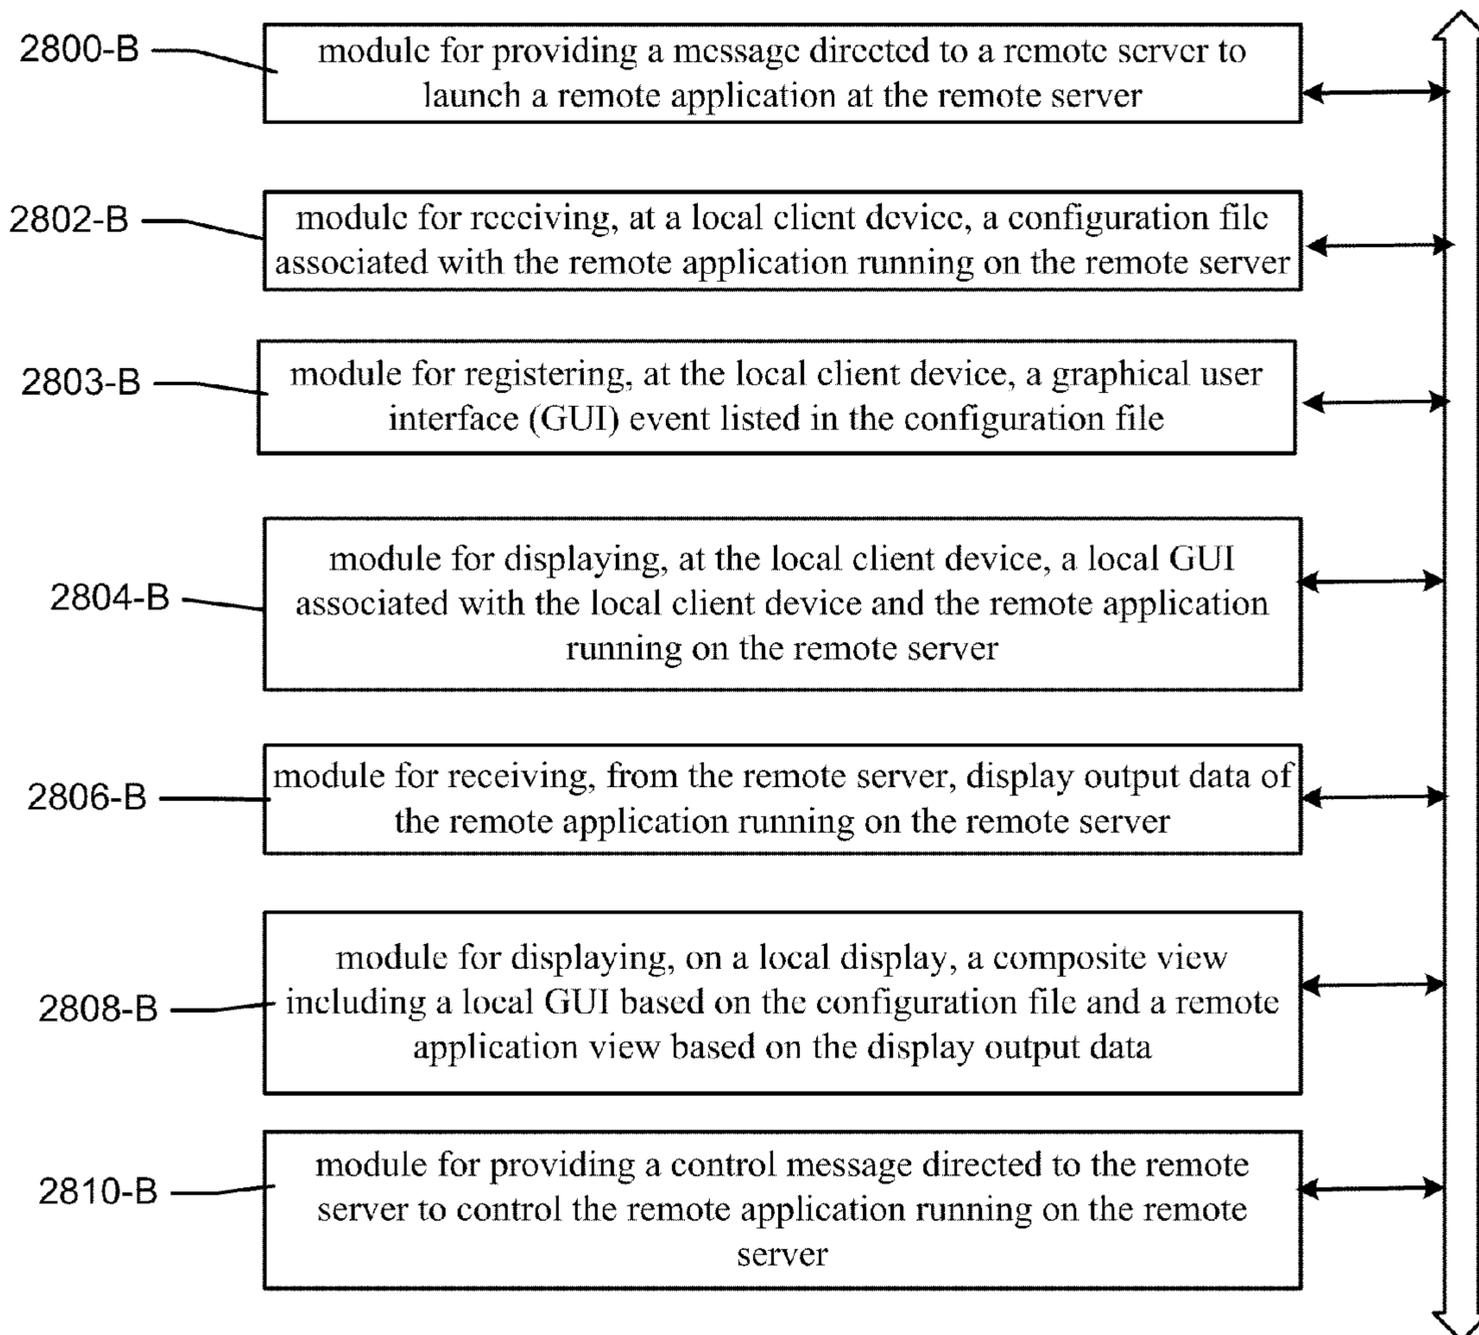 2800-B
module for providing a message directed to a remote server to
launch a remote application at the remote server
2802-B
module for receiving, at a local client device, a configuration file
associated with the remote application running on the remote server
2803-B
module for registering, at the local client device, a graphical user
interface (GUI) event listed in the configuration file
2804-B
module for displaying, at the local client device, a local GUI
associated with the local client device and the remote application
running on the remote server
2806-B
module for receiving, from the remote server, display output data of
the remote application running on the remote server
2808-B
module for displaying, on a local display, a composite view
including a local GUI based on the configuration file and a remote
application view based on the display output data
2810-B
module for providing a control message directed to the remote
server to control the remote application running on the remote
server